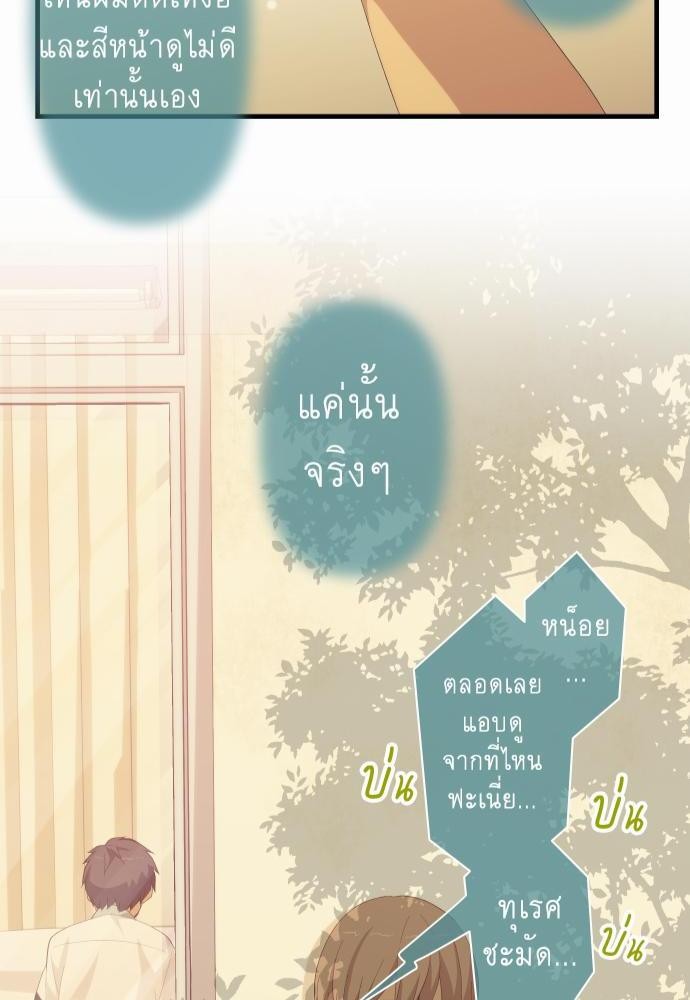 และสีหน้าดูไม่ดี
เท่านั้นเอง
แค่นั้น
จริงๆ
หน็อย
...
ตลอดเลย
แอบดู
จากที่ไหน
ฟะเนี่ย...
บ่น
บ่น
ทุเรศ
ชะมัด...
บ่น